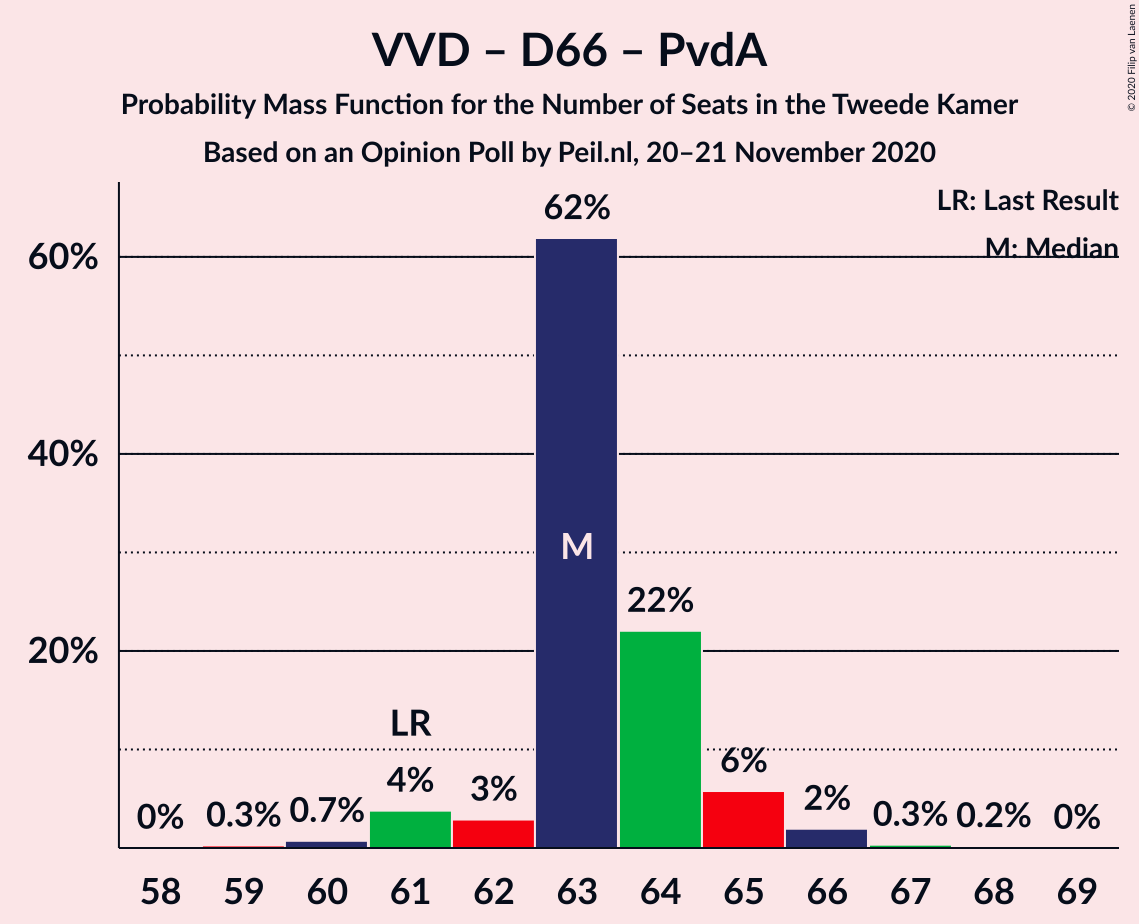 VVD – D66 – PvdA
Probability Mass Function for the Number of Seats in the Tweede Kamer
Based on an Opinion Poll by Peil.nl, 20–21 November 2020
© 2020 Filip van Laenen
LR: Last Result
M: Median
60%
40%
20%
0%
0.3%
0.7%
LR
4%
3%
62%
M
22%
6%
2%
0.3%
0.2%
0%
58 59 60 61 62 63 64 65 66 67 68 69